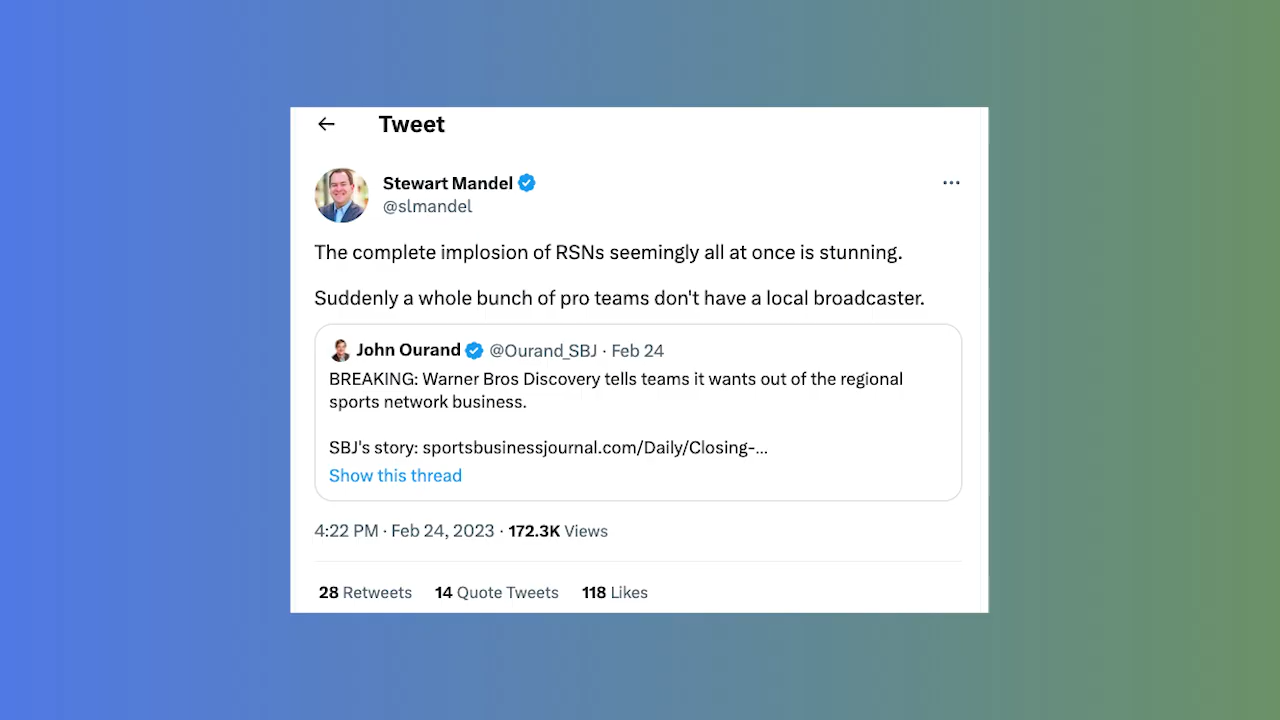 Tweet
Stewart Mandel
@slmandel
The complete implosion of RSNs seemingly all at once is stunning.
Suddenly a whole bunch of pro teams don't have a local broadcaster.
John Ourand @Ourand_SBJ · Feb 24
BREAKING: Warner Bros Discovery tells teams it wants out of the regional
sports network business.
SBJ's story: sportsbusinessjournal.com/Daily/Closing-...
Show this thread
4:22 PM · Feb 24, 2023 · 172.3K Views
28 Retweets 14 Quote Tweets 118 Likes